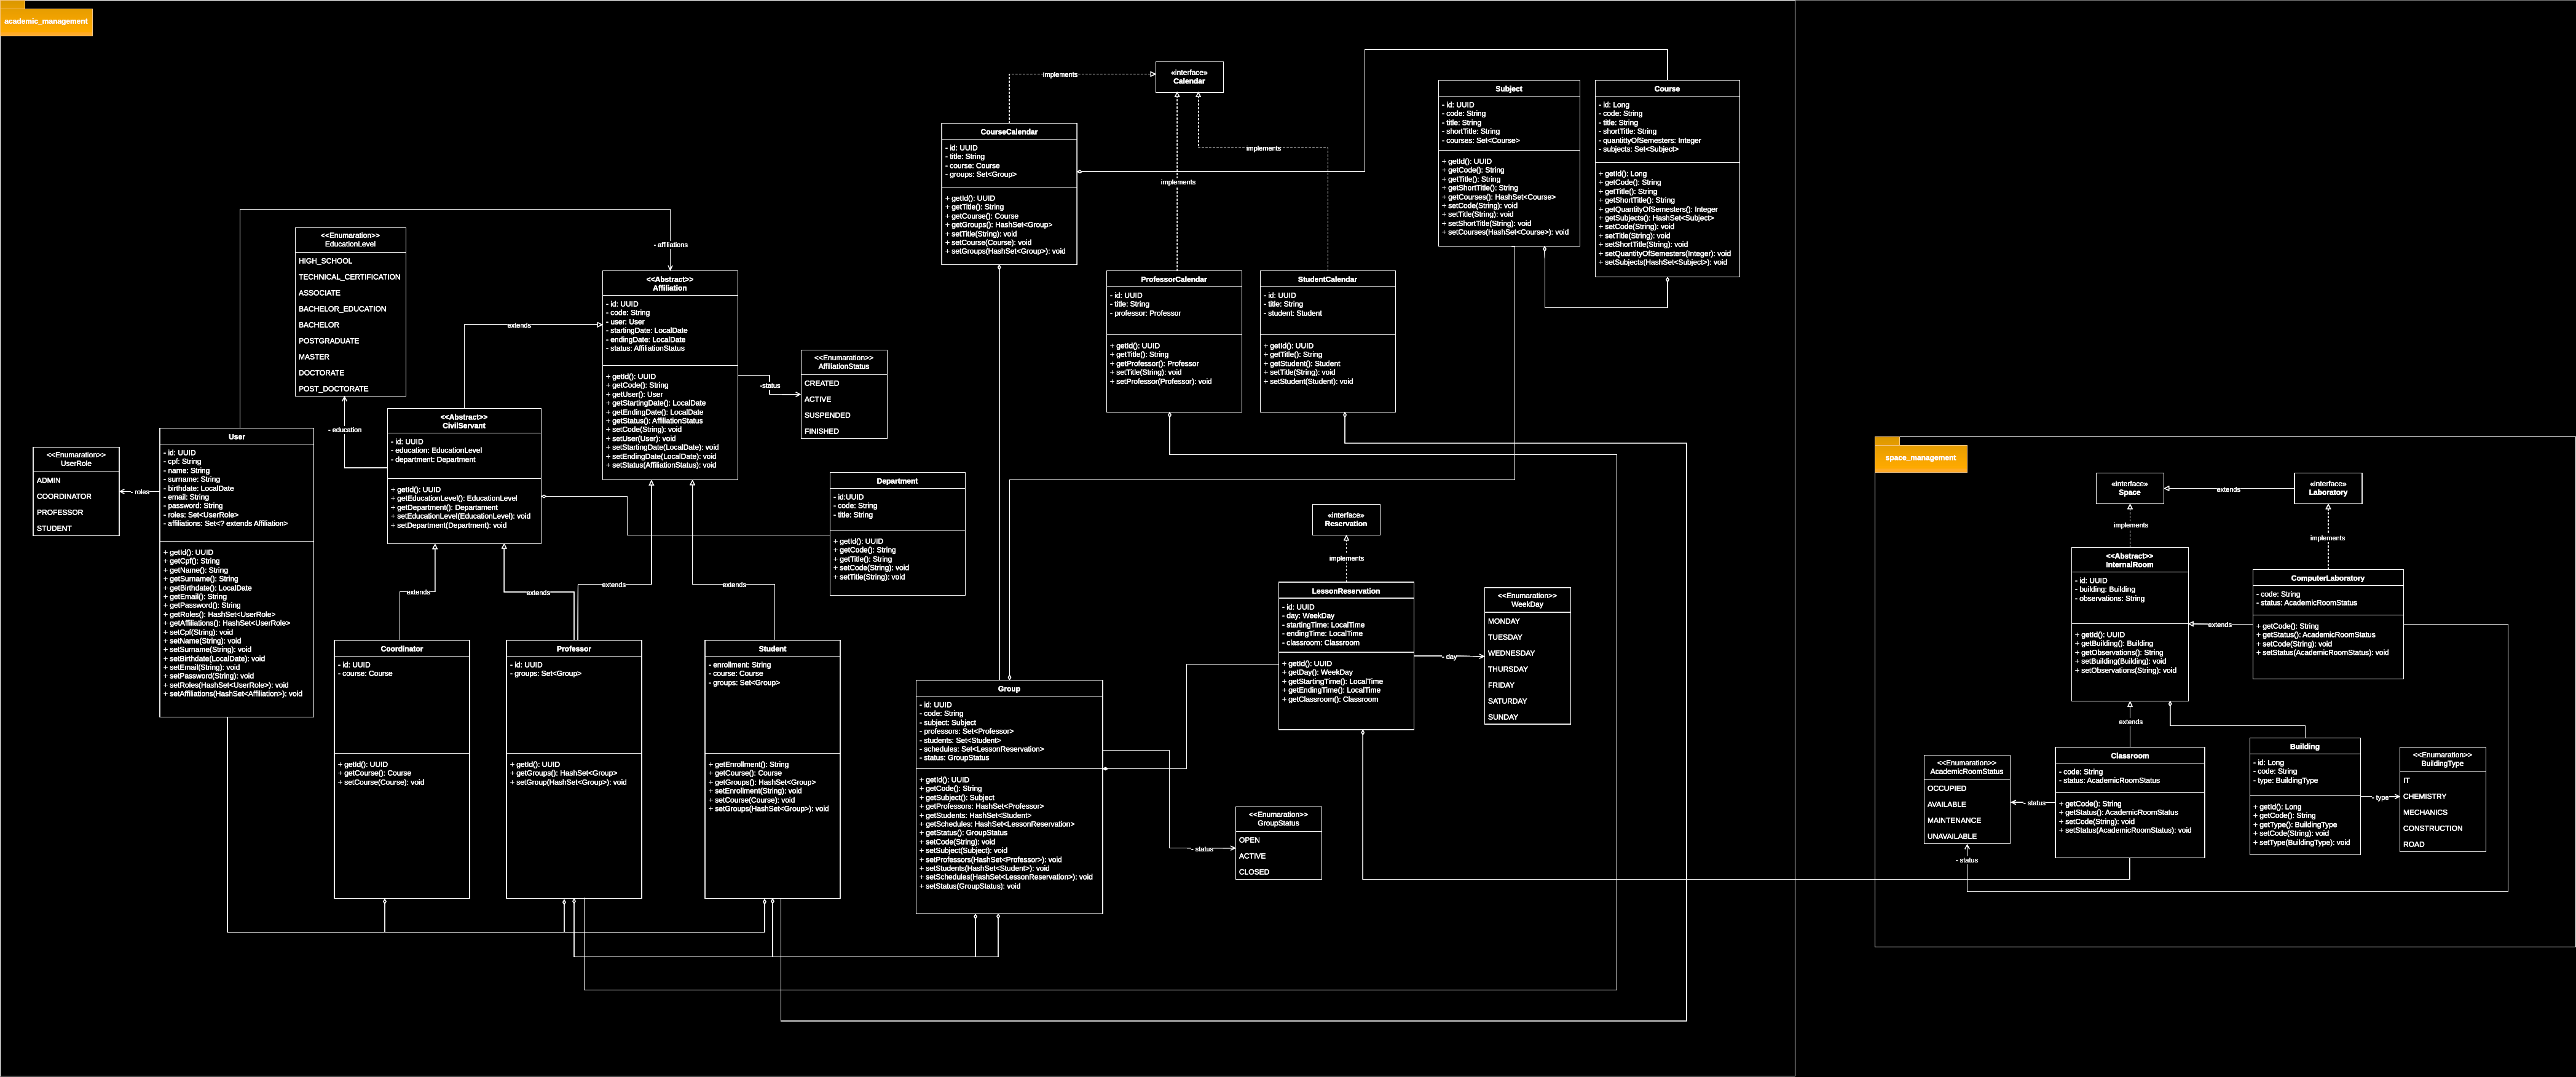 academic_management
implements
«interface»
Calendar
Subject
- id: UUID
- code: String
- title: String
- shortTitle: String
- courses: Set<Course>
+ getId(): UUID
+ getCode(): String
+ getTitle(): String
+ getShortTitle(): String
+ getCourses(): HashSet<Course>
+ setCode(String): void
+ setTitle(String): void
+ setShortTitle(String): void
+ setCourses(HashSet<Course>): void
Course
- id: Long
- code: String
- title: String
- shortTitle: String
- quantityOfSemesters: Integer
- subjects: Set<Subject>
+ getId(): Long
+ getCode(): String
+ getTitle(): String
+ getShortTitle(): String
+ getQuantityOfSemesters(): Integer
+ getSubjects(): HashSet<Subject>
+ setCode(String): void
+ setTitle(String): void
+ setShortTitle(String): void
+ setQuantityOfSemesters(Integer): void
+ setSubjects(HashSet<Subject>): void
CourseCalendar
- id: UUID
- title: String
- course: Course
- groups: Set<Group>
+ getId(): UUID
+ getTitle(): String
+ getCourse(): Course
+ getGroups(): HashSet<Group>
+ setTitle(String): void
+ setCourse(Course): void
+ setGroups(HashSet<Group>): void
implements
implements
<<Enumaration>>
EducationLevel
HIGH_SCHOOL
TECHNICAL_CERTIFICATION
ASSOCIATE
BACHELOR_EDUCATION
BACHELOR
POSTGRADUATE
MASTER
DOCTORATE
POST_DOCTORATE
- affiliations
<<Abstract>>
Affiliation
- id: UUID
- code: String
- user: User
- startingDate: LocalDate
- endingDate: LocalDate
- status: AffiliationStatus
+ getId(): UUID
+ getCode(): String
+ getUser(): User
+ getStartingDate(): LocalDate
+ getEndingDate(): LocalDate
+ getStatus(): AffiliationStatus
+ setCode(String): void
+ setUser(User): void
+ setStartingDate(LocalDate): void
+ setEndingDate(LocalDate): void
+ setStatus(AffiliationStatus): void
extends
-status
<<Enumaration>>
AffiliationStatus
CREATED
ACTIVE
SUSPENDED
FINISHED
ProfessorCalendar
- id: UUID
- title: String
- professor: Professor
+ getId(): UUID
+ getTitle(): String
+ getProfessor(): Professor
+ setTitle(String): void
+ setProfessor(Professor): void
StudentCalendar
- id: UUID
- title: String
- student: Student
+ getId(): UUID
+ getTitle(): String
+ getStudent(): Student
+ setTitle(String): void
+ setStudent(Student): void
- education
<<Abstract>>
CivilServant
- id: UUID
- education: EducationLevel
- department: Department
+ getId(): UUID
+ getEducationLevel(): EducationLevel
+ getDepartment(): Departament
+ setEducationLevel(EducationLevel): void
+ setDepartment(Department): void
<<Enumaration>>
UserRole
ADMIN
COORDINATOR
PROFESSOR
STUDENT
- roles
User
- id: UUID
- cpf: String
- name: String
- surname: String
- birthdate: LocalDate
- email: String
- password: String
- roles: Set<UserRole>
- affiliations: Set<? extends Affiliation>
+ getId(): UUID
+ getCpf(): String
+ getName(): String
+ getSurname(): String
+ getBirthdate(): LocalDate
+ getEmail(): String
+ getPassword(): String
+ getRoles(): HashSet<UserRole>
+ getAffiliations(): HashSet<UserRole>
+ setCpf(String): void
+ setName(String): void
+ setSurname(String): void
+ setBirthdate(LocalDate): void
+ setEmail(String): void
+ setPassword(String): void
+ setRoles(HashSet<UserRole>): void
+ setAffiliations(HashSet<Affiliation>): void
Department
- id:UUID
- code: String
- title: String
+ getId(): UUID
+ getCode(): String
+ getTitle(): String
+ setCode(String): void
+ setTitle(String): void
extends
extends
extends
extends
Coordinator
- id: UUID
- course: Course
+ getId(): UUID
+ getCourse(): Course
+ setCourse(Course): void
Professor
- id: UUID
- groups: Set<Group>
+ getId(): UUID
+ getGroups(): HashSet<Group>
+ setGroup(HashSet<Group>): void
Student
- enrollment: String
- course: Course
- groups: Set<Group>
+ getEnrollment(): String
+ getCourse(): Course
+ getGroups(): HashSet<Group>
+ setEnrollment(String): void
+ setCourse(Course): void
+ setGroups(HashSet<Group>): void
Group
- id: UUID
- code: String
- subject: Subject
- professors: Set<Professor>
- students: Set<Student>
- schedules: Set<LessonReservation>
- status: GroupStatus
+ getId(): UUID
+ getCode(): String
+ getSubject(): Subject
+ getProfessors: HashSet<Professor>
+ getStudents: HashSet<Student>
+ getSchedules: HashSet<LessonReservation>
+ getStatus(): GroupStatus
+ setCode(String): void
+ setSubject(Subject): void
+ setProfessors(HashSet<Professor>): void
+ setStudents(HashSet<Student>): void
+ setSchedules(HashSet<LessonReservation>): void
+ setStatus(GroupStatus): void
«interface»
Reservation
implements
LessonReservation
- id: UUID
- day: WeekDay
- startingTime: LocalTime
- endingTime: LocalTime
- classroom: Classroom
+ getId(): UUID
+ getDay(): WeekDay
+ getStartingTime(): LocalTime
+ getEndingTime(): LocalTime
+ getClassroom(): Classroom
- day
<<Enumaration>>
WeekDay
MONDAY
TUESDAY
WEDNESDAY
THURSDAY
FRIDAY
SATURDAY
SUNDAY
- status
<<Enumaration>>
GroupStatus
OPEN
ACTIVE
CLOSED
space_management
«interface»
Space
extends
«interface»
Laboratory
implements
implements
<<Abstract>>
InternalRoom
- id: UUID
- building: Building
- observations: String
+ getId(): UUID
+ getBuilding(): Building
+ getObservations(): String
+ setBuilding(Building): void
+ setObservations(String): void
extends
ComputerLaboratory
- code: String
- status: AcademicRoomStatus
+ getCode(): String
+ getStatus(): AcademicRoomStatus
+ setCode(String): void
+ setStatus(AcademicRoomStatus): void
extends
<<Enumaration>>
AcademicRoomStatus
OCCUPIED
AVAILABLE
MAINTENANCE
UNAVAILABLE
- status
- status
Classroom
- code: String
- status: AcademicRoomStatus
+ getCode(): String
+ getStatus(): AcademicRoomStatus
+ setCode(String): void
+ setStatus(AcademicRoomStatus): void
Building
- id: Long
- code: String
- type: BuildingType
+ getId(): Long
+ getCode(): String
+ getType(): BuildingType
+ setCode(String): void
+ setType(BuildingType): void
- type
<<Enumaration>>
BuildingType
IT
CHEMISTRY
MECHANICS
CONSTRUCTION
ROAD